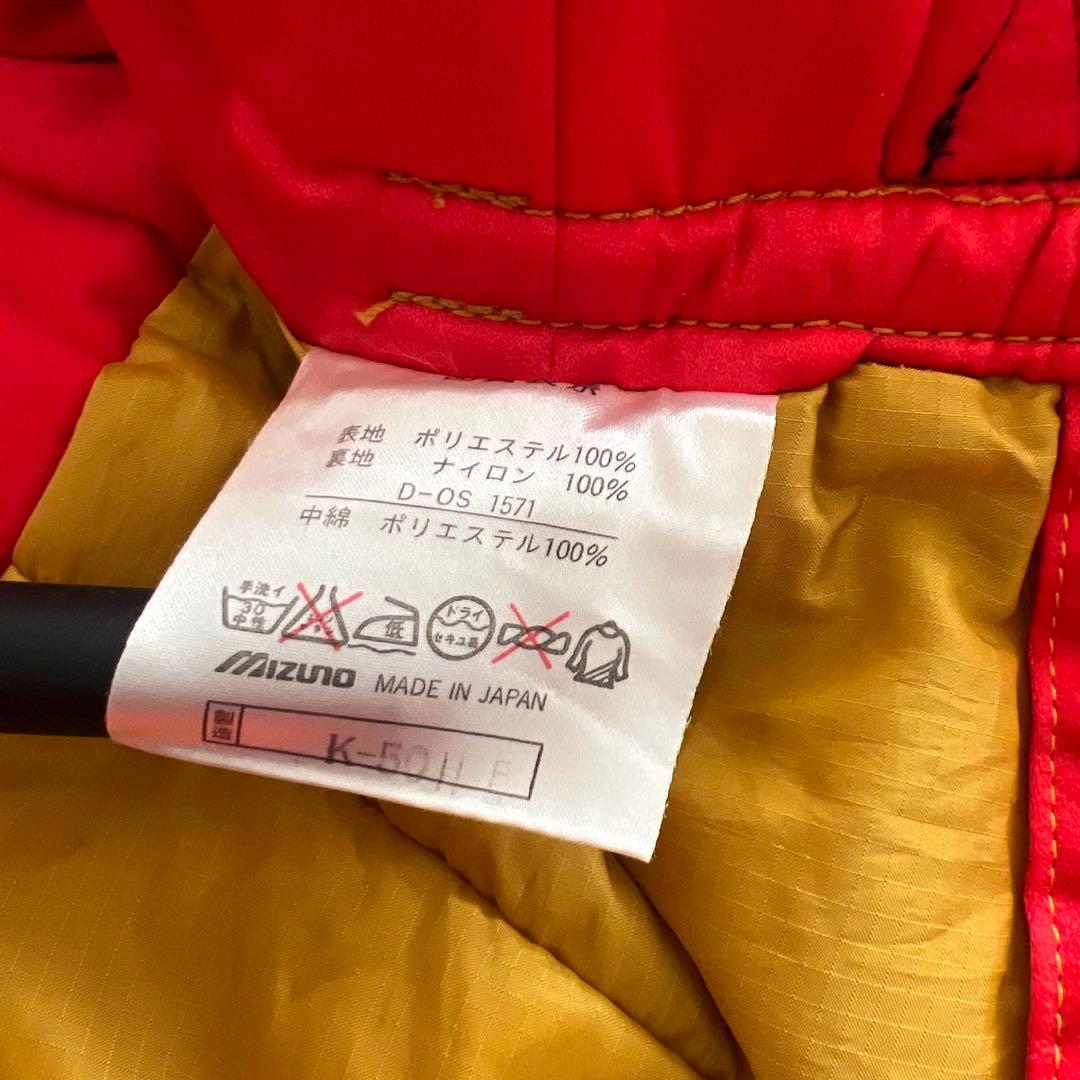 表地 ポリエステル100%
裏地 ナイロン 100%
D-OS 1571
中綿 ポリエステル100%
手洗イ
30
中性
低
ドライ
セキユ系
MIZUNO MADE IN JAPAN
製造
K-5011